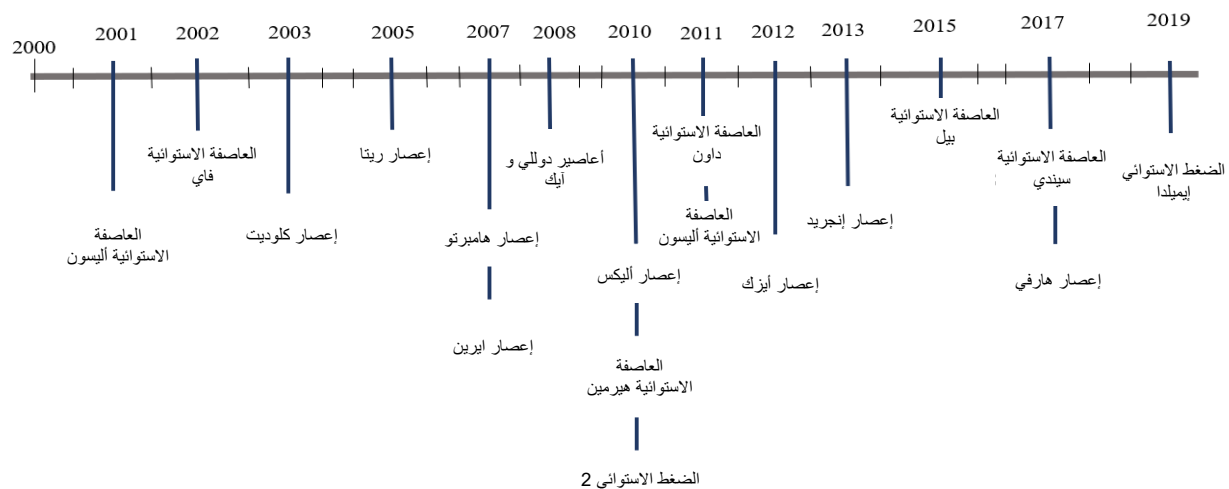 2000
2001
2002
2003
2005
2007
2008
2010
2011
2012
2013
2015
2017
2019
العاصفة
الاستوائية أليسون
العاصفة الاستوائية
فاي
إعصار كلوديت
إعصار ريتا
إعصار هامبرتو
إعصار ايرين
أعاصير دوللي و
آيك
إعصار أليكس
العاصفة
الاستوائية هيرمين
الضغط الاستوائي 2
العاصفة الاستوائية
داون
العاصفة
الاستوائية أليسون
إعصار أيزك
إعصار إنجريد
العاصفة الاستوائية
بيل
العاصفة الاستوائية
سيندي
إعصار هارفي
الضغط الاستوائي
إيميلدا